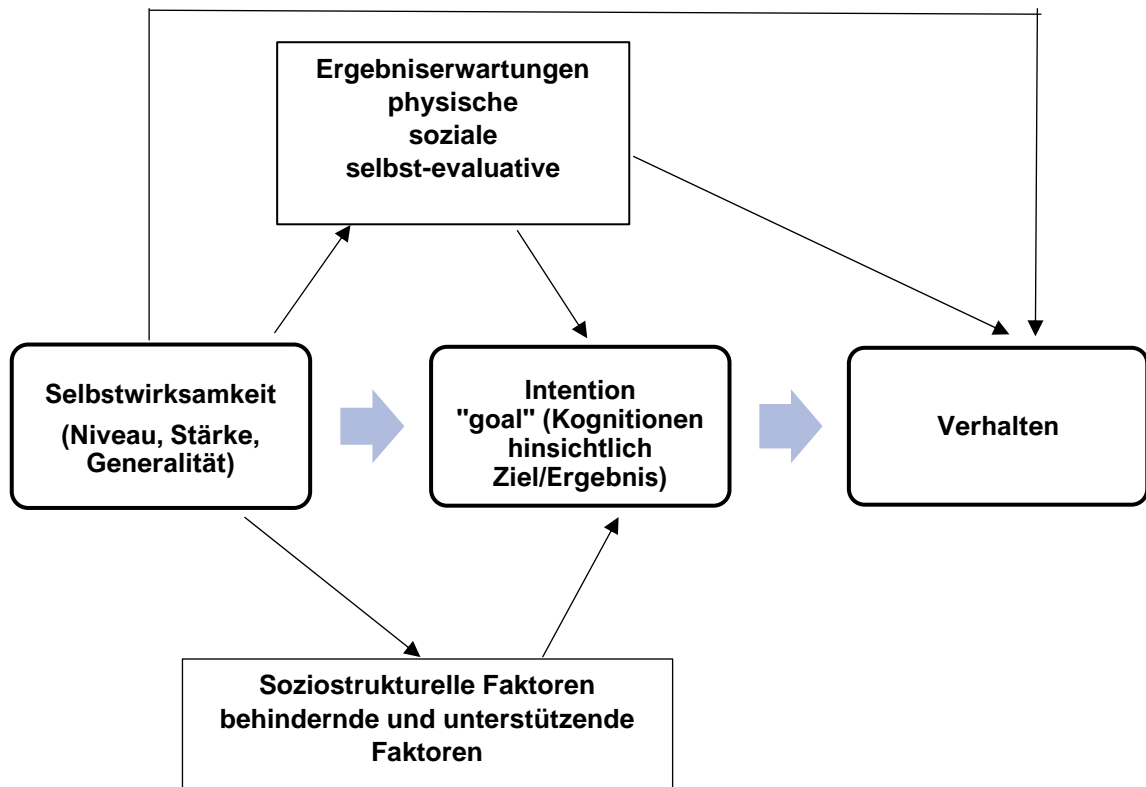 Ergebniserwartungen
physische
soziale
selbst-evaluative
Selbstwirksamkeit
(Niveau, Stärke,
Generalität)
Intention
"goal" (Kognitionen
hinsichtlich
Ziel/Ergebnis)
Verhalten
Soziostrukturelle Faktoren
behindernde und unterstützende
Faktoren